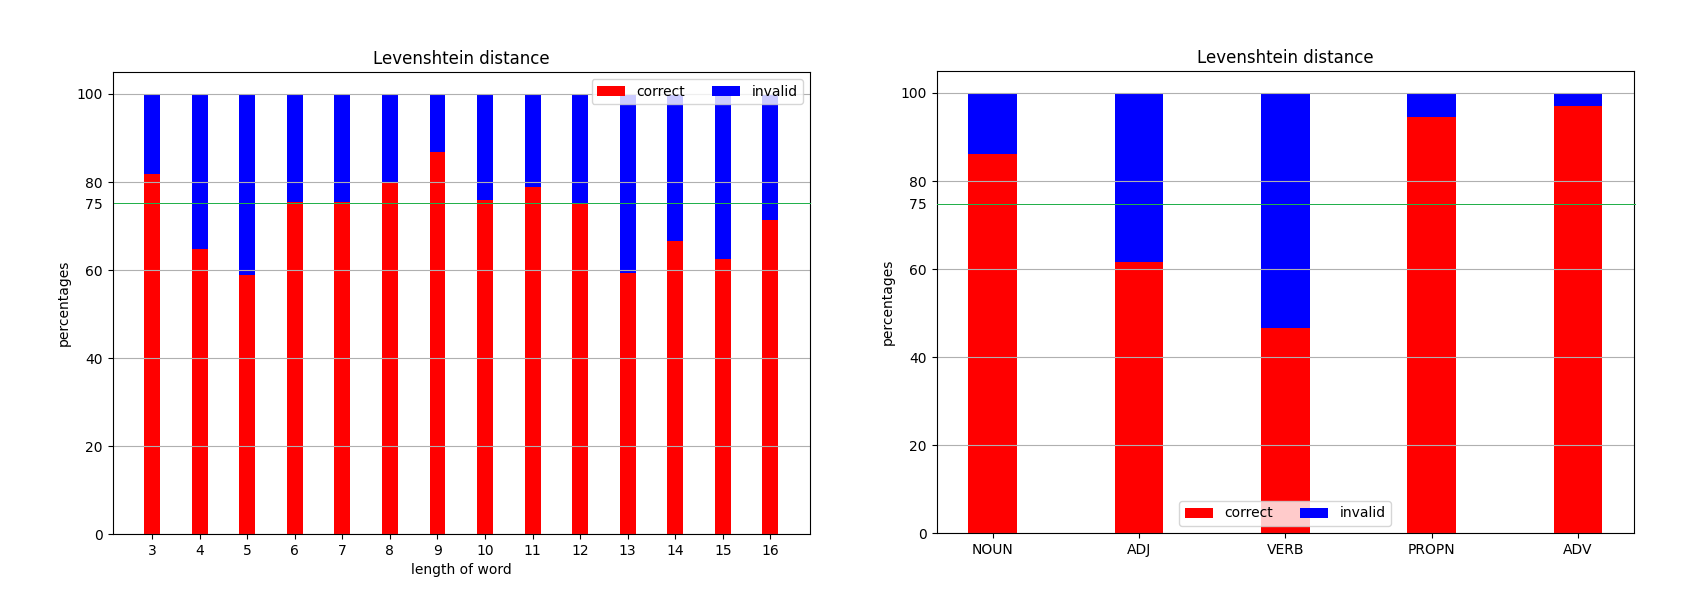 Levenshtein distance
correct invalid
100
80
75
60
40
20
0
percentages
3 4 5 6 7 8 9 10 11 12 13 14 15 16
length of word
Levenshtein distance
100
80
75
60
40
20
0
percentages
correct invalid
NOUN ADJ VERB PROPN ADV